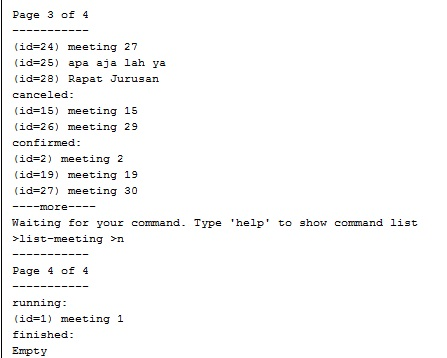 Page 3 of 4
-----------
(id=24) meeting 27
(id=25) apa aja lah ya
(id=28) Rapat Jurusan
canceled:
(id=15) meeting 15
(id=26) meeting 29
confirmed:
(id=2) meeting 2
(id=19) meeting 19
(id=27) meeting 30
----more----
Waiting for your command. Type 'help' to show command list
>list-meeting >n
-----------
Page 4 of 4
-----------
running:
(id=1) meeting 1
finished:
Empty